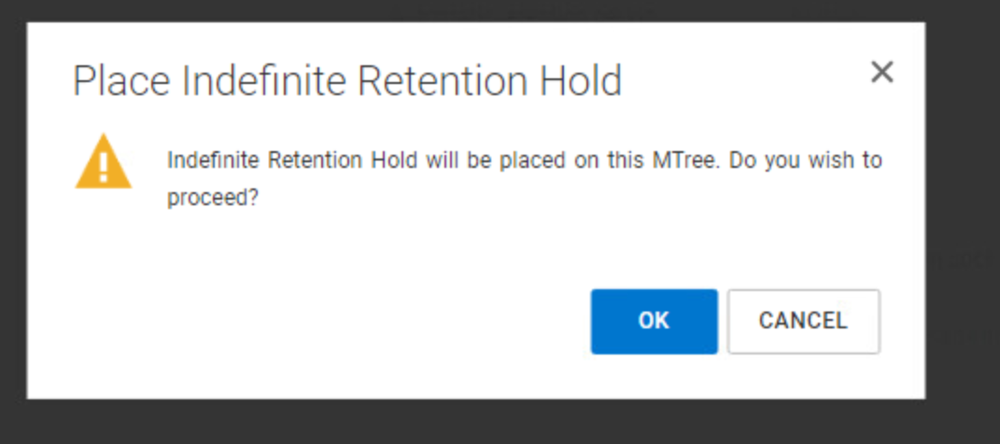 Place Indefinite Retention Hold
Indefinite Retention Hold will be placed on this MTree. Do you wish to
proceed?
OK
CANCEL